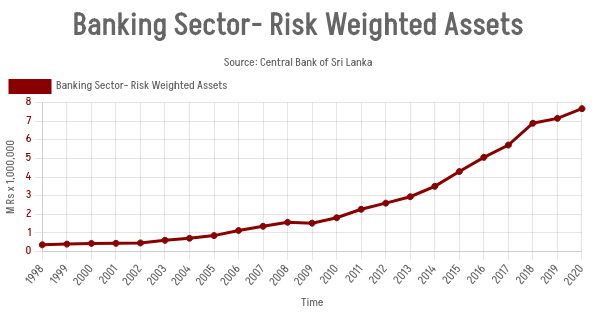 Banking Sector- Risk Weighted Assets
Source: Central Bank of Sri Lanka
Banking Sector- Risk Weighted Assets
8
7
6
5
4
3
2
1
0
M Rs x 1,000,000
1998 1999 2000 2001 2002 2003 2004 2005 2006 2007 2008 2009 2010 2011 2012 2013 2014 2015 2016 2017 2018 2019 2020
Time